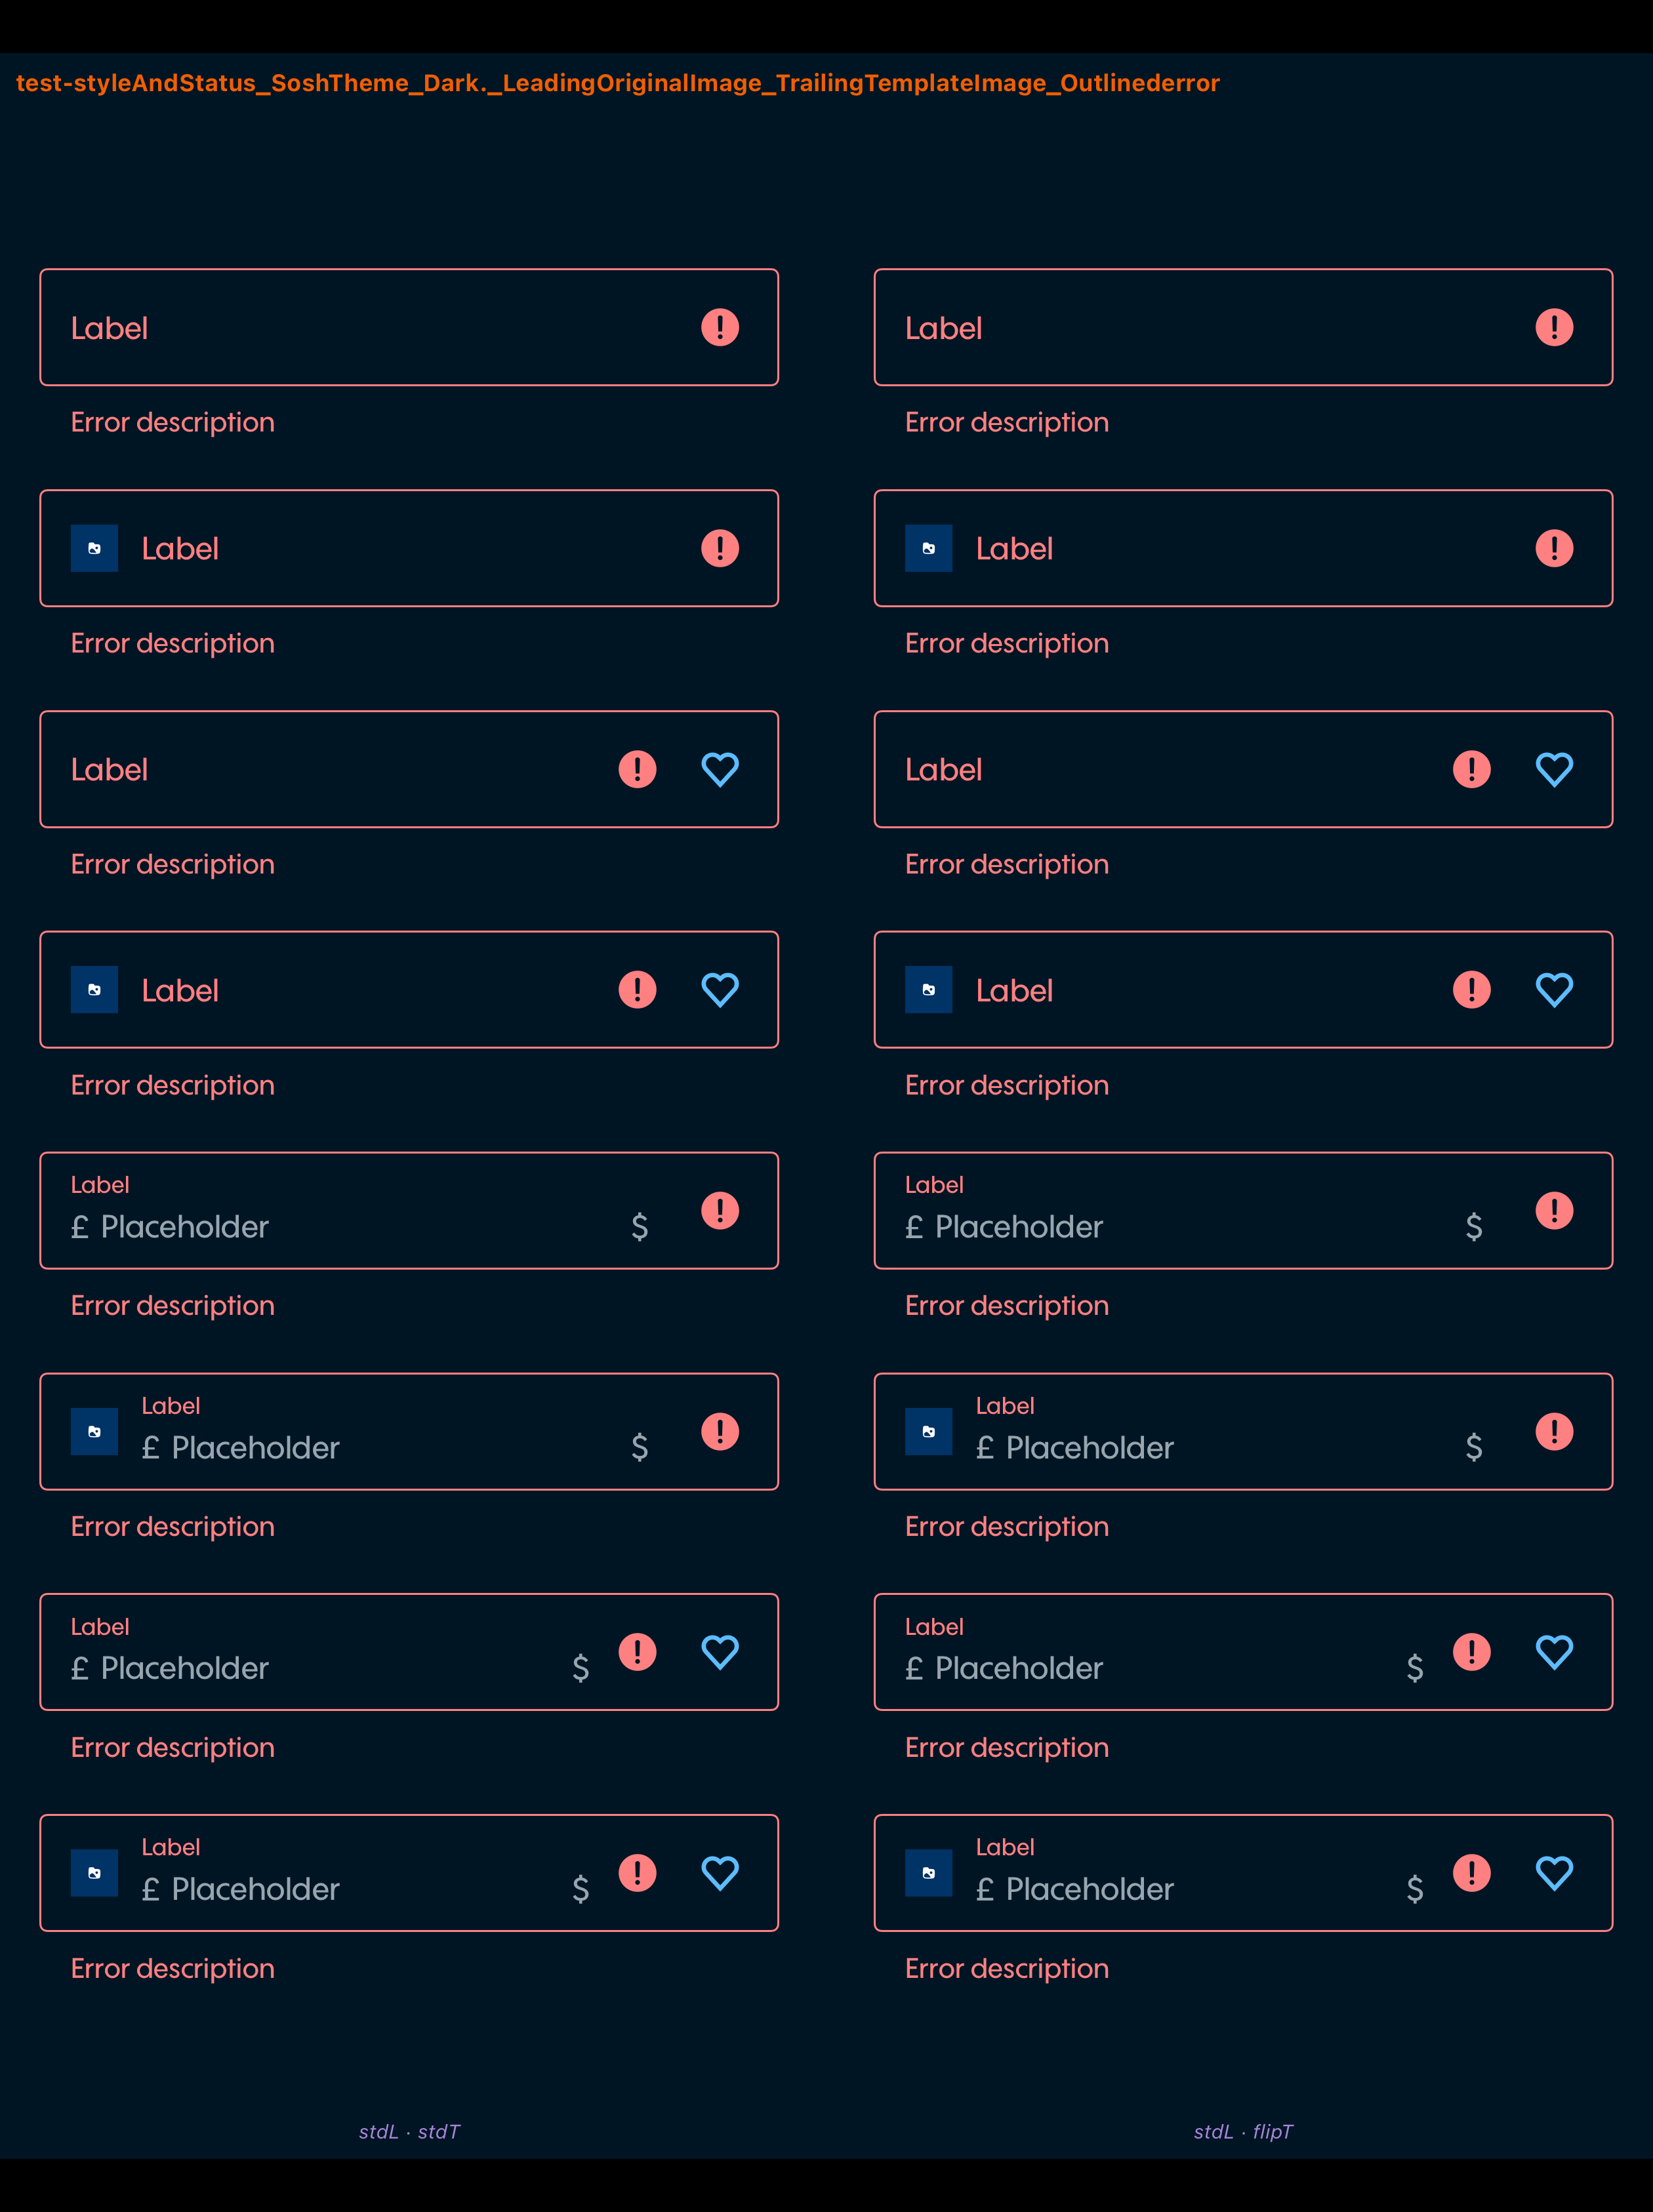 test-styleAndStatus_SoshTheme_Dark._LeadingOriginalImage_TrailingTemplateImage_Outlinederror
Label
Error description
Label
Error description
Label
Error description
Label
Error description
Label
£ Placeholder $
Error description
Label
£ Placeholder $
Error description
Label
£ Placeholder $
Error description
Label
£ Placeholder $
Error description
stdL · stdT
Label
Error description
Label
Error description
Label
Error description
Label
Error description
Label
£ Placeholder $
Error description
Label
£ Placeholder $
Error description
Label
£ Placeholder $
Error description
Label
£ Placeholder $
Error description
stdL · flipT